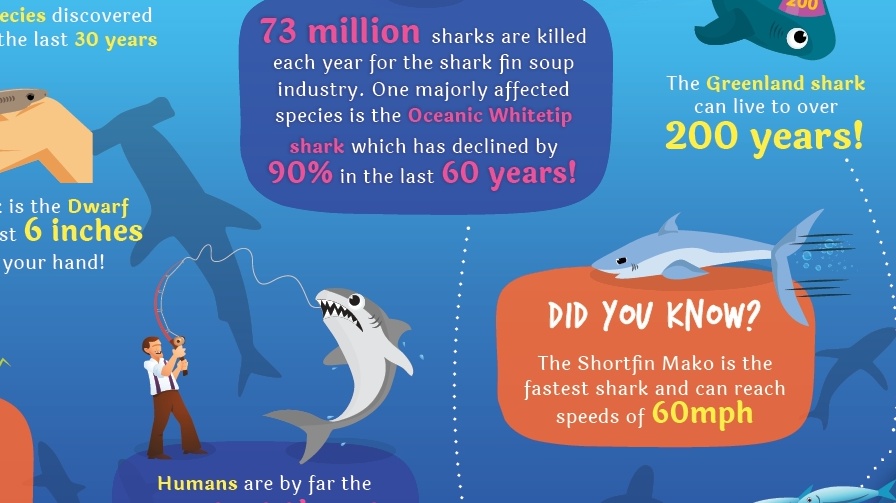 ecies discovered
the last 30 years
73 million sharks are killed
each year for the shark fin soup
industry. One majorly affected
species is the Oceanic Whitetip
shark which has declined by
90% in the last 60 years!
200
The Greenland shark
can live to over
200 years!
is the Dwarf
st 6 inches
your hand!
DID YOU KNOW?
The Shortfin Mako is the
fastest shark and can reach
speeds of 60mph
Humans are by far the